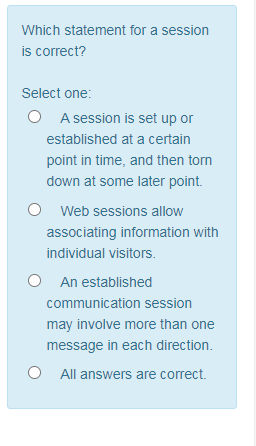 Which statement for a session
is correct?
Select one:
A session is set up or
established at a certain
point in time, and then torn
down at some later point.
Web sessions allow
associating information with
individual visitors.
An established
communication session
may involve more than one
message in each direction.
All answers are correct.